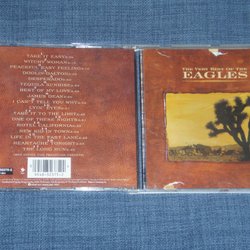 TAKE IT EASY
WITCHY WOMAN
PEACEFUL EASY FEELING
DOOLIN-DALTON
DESPERADO
TEQUILA SUNRISE
BEST OF MY LOVE
JAMES DEAN
I CAN'T TELL YOU WHY
LYIN' EYES
TAKE IT TO THE LIMIT
ONE OF THESE NIGHTS
HOTEL CALIFORNIA
NEW KID IN TOWN
LIFE IN THE FAST LANE
HEARTACHE TONIGHT
THE LONG RUN
THE VERY BEST OF THE
EAGLES